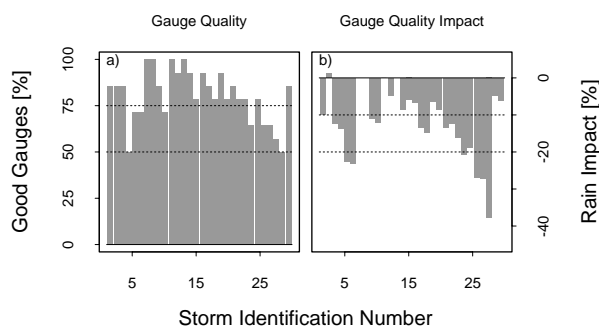 Gauge Quality
Gauge Quality Impact
Good Gauges [%]
100
75
50
25
0
a)
b)
0
-20
-40
Rain Impact [%]
5 15 25
5 15 25
Storm Identification Number